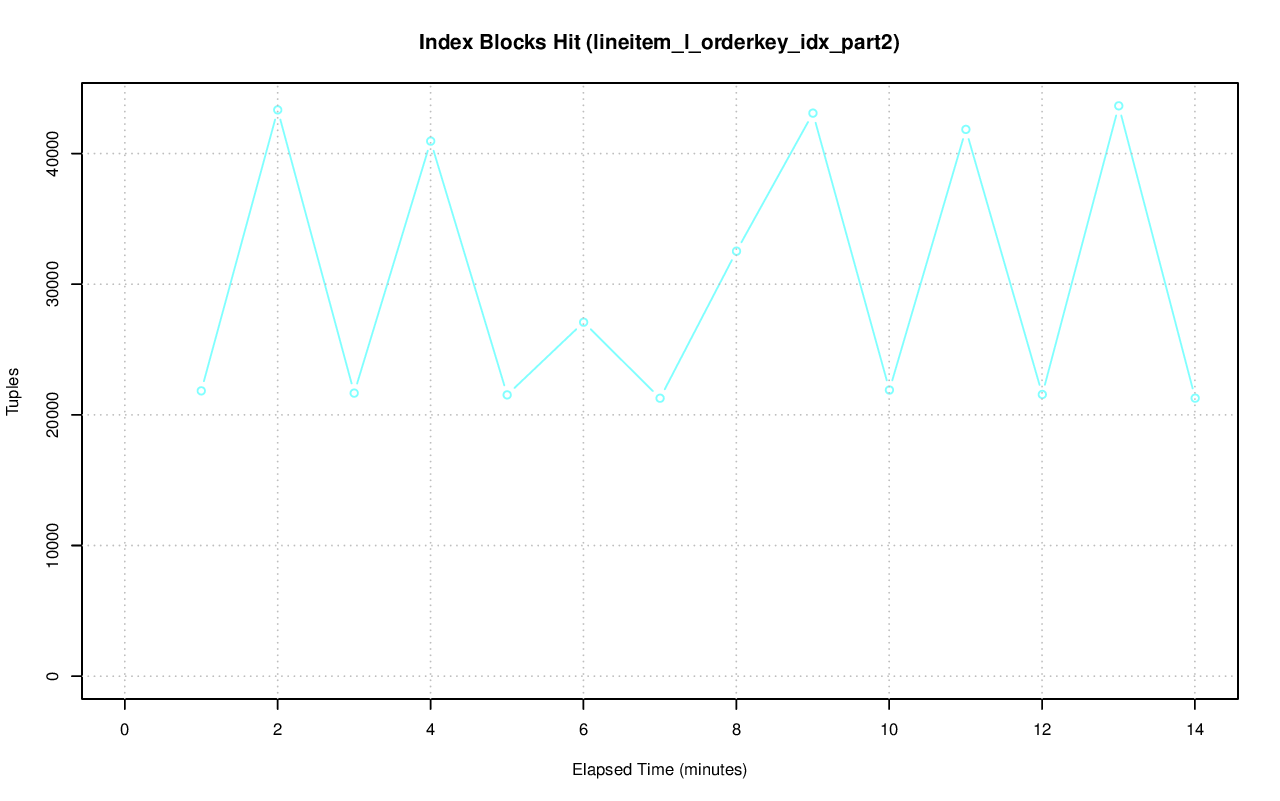 Index Blocks Hit (lineitem_l_orderkey_idx_part2)
Tuples
40000
30000
20000
10000
0
0 2 4 6 8 10 12 14
Elapsed Time (minutes)